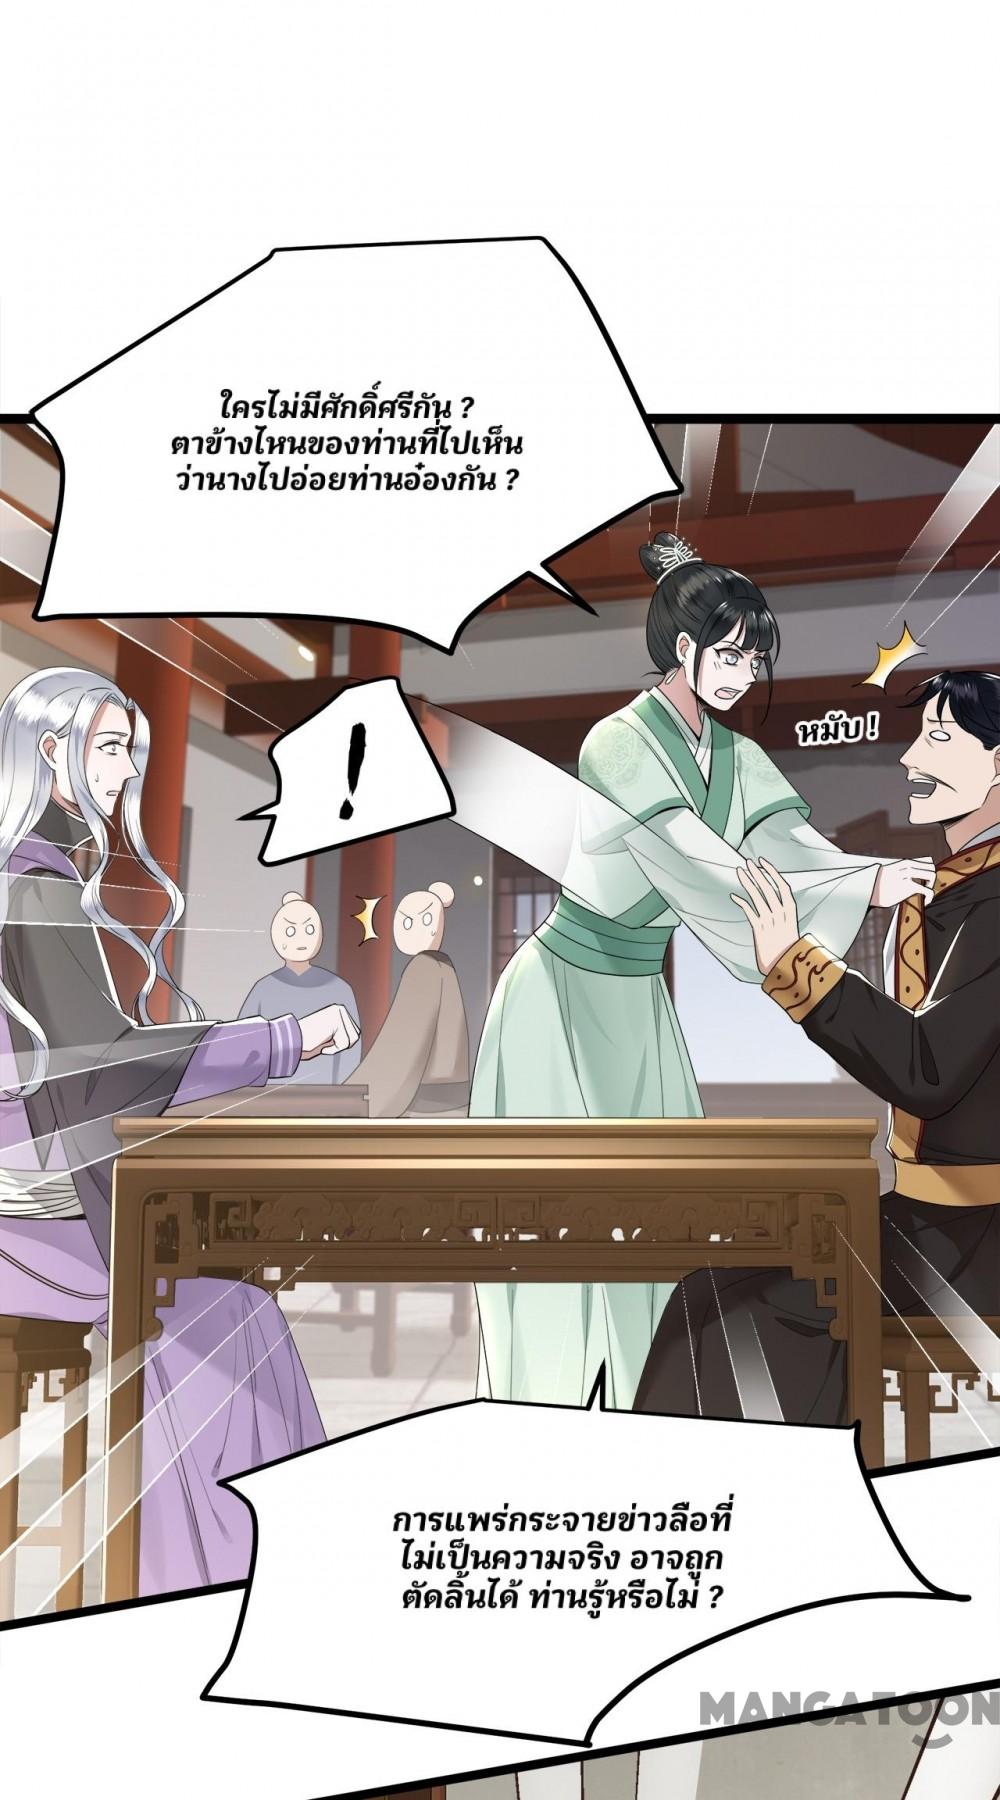 ใครไม่มีศักดิ์ศรีกัน ?
ตาข้างไหนของท่านที่ไปเห็น
ว่านางไปอ่อยท่านอ๋องกัน ?
หมับ !
!
การแพร่กระจายข่าวลือที่
ไม่เป็นความจริง อาจถูก
ตัดลิ้นได้ ท่านรู้หรือไม่ ?
MANGATOON